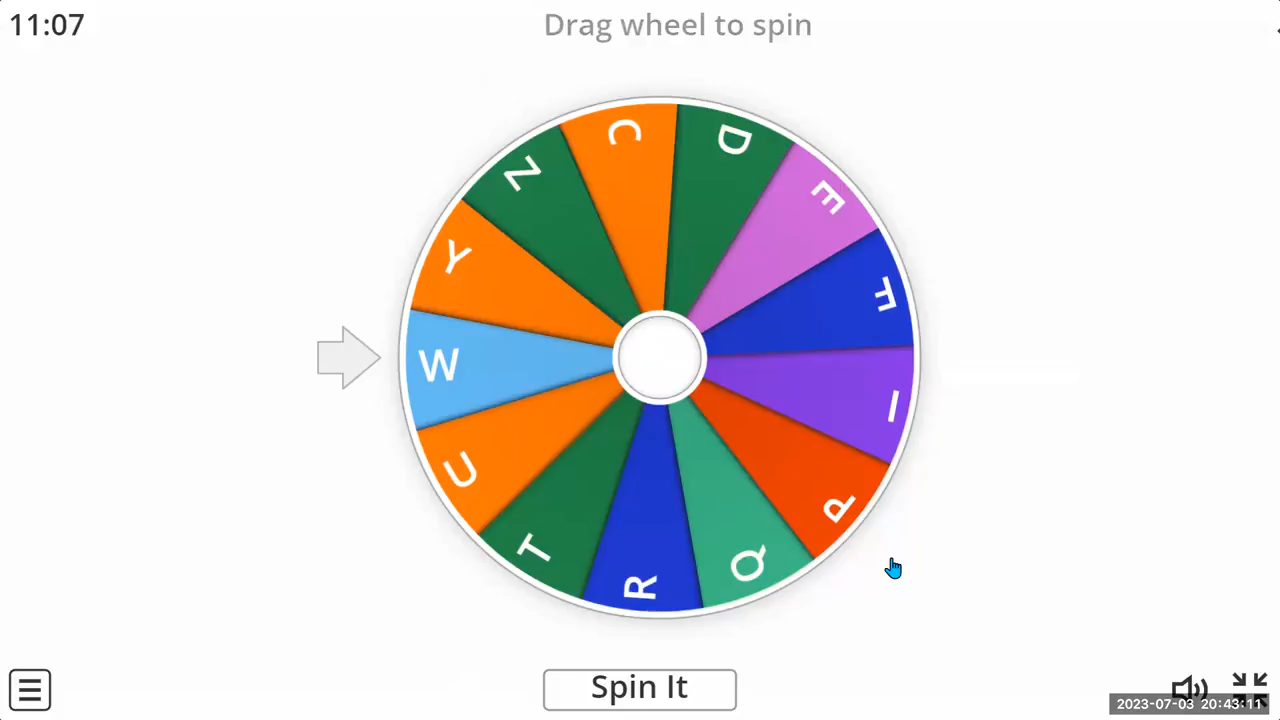 11:07
Drag wheel to spin
C
D
E
F
I
P
Q
R
T
U
W
Y
N
Spin It
2023-07-03 20:43:11